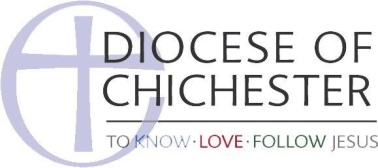 DIOCESE OF
CHICHESTER
TO KNOW·LOVE·FOLLOW JESUS